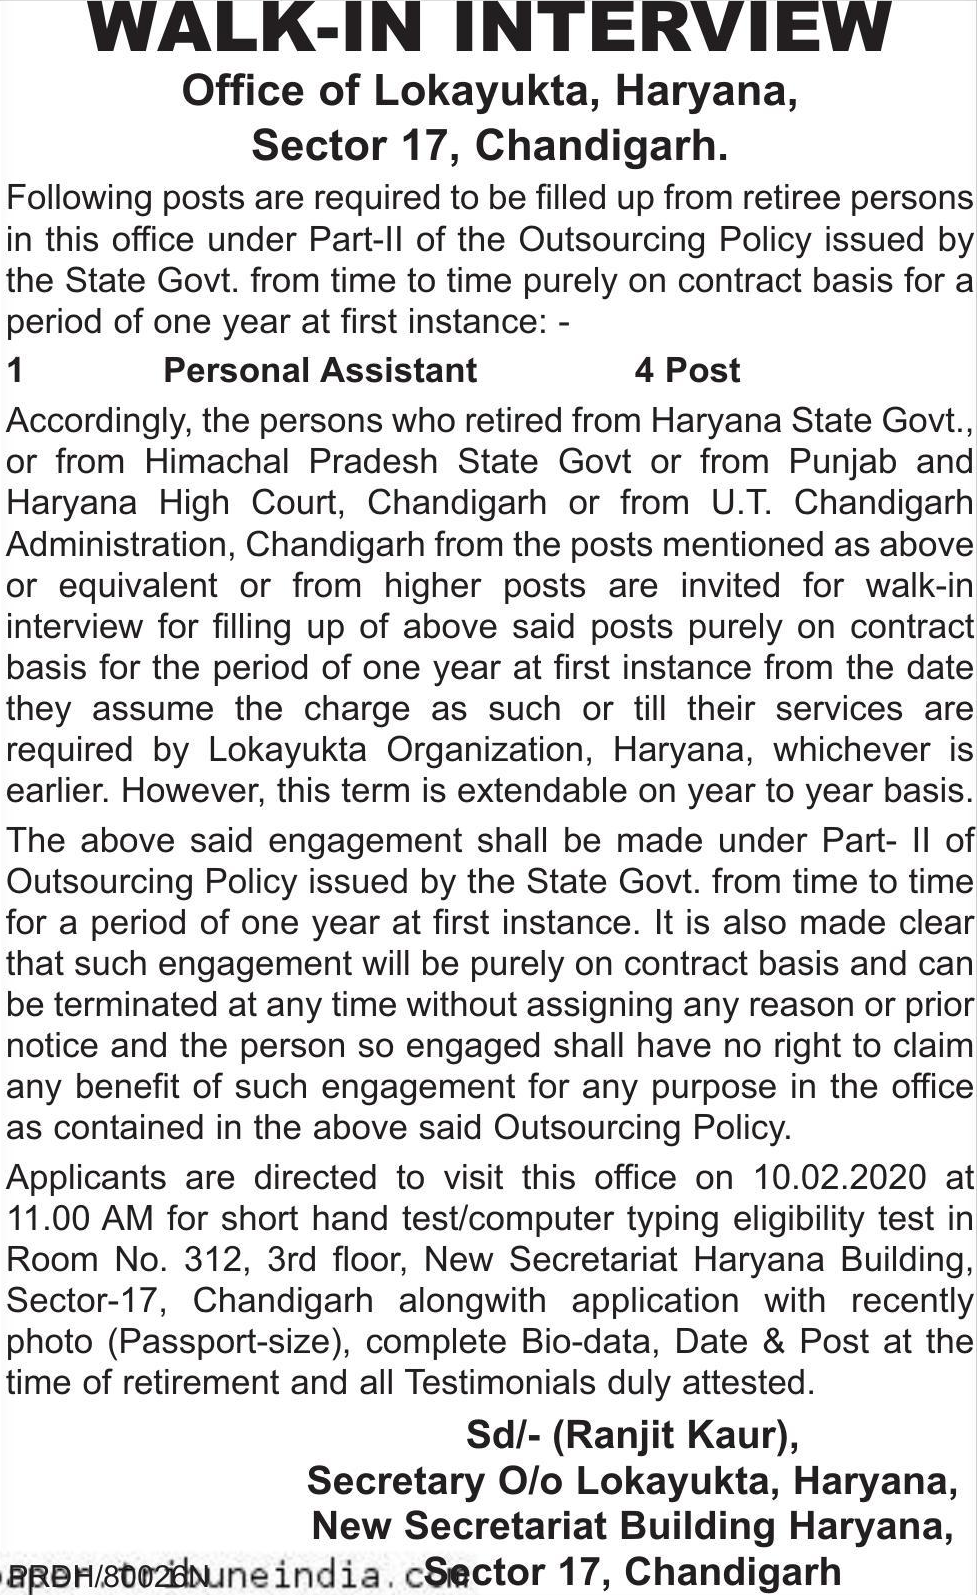 WALK-IN INTERVIEW
Office of Lokayukta, Haryana,
Sector 17, Chandigarh.
Following posts are required to be filled up from retiree persons
in this office under Part-II of the Outsourcing Policy issued by
the State Govt. from time to time purely on contract basis for a
period of one year at first instance: -
1 Personal Assistant 4 Post
Accordingly, the persons who retired from Haryana State Govt.,
or from Himachal Pradesh State Govt or from Punjab and
Haryana High Court, Chandigarh or from U.T. Chandigarh
Administration, Chandigarh from the posts mentioned as above
or equivalent or from higher posts are invited for walk-in
interview for filling up of above said posts purely on contract
basis for the period of one year at first instance from the date
they assume the charge as such or till their services are
required by Lokayukta Organization, Haryana, whichever is
earlier. However, this term is extendable on year to year basis.
The above said engagement shall be made under Part- II of
Outsourcing Policy issued by the State Govt. from time to time
for a period of one year at first instance. It is also made clear
that such engagement will be purely on contract basis and can
be terminated at any time without assigning any reason or prior
notice and the person so engaged shall have no right to claim
any benefit of such engagement for any purpose in the office
as contained in the above said Outsourcing Policy.
Applicants are directed to visit this office on 10.02.2020 at
11.00 AM for short hand test/computer typing eligibility test in
Room No. 312, 3rd floor, New Secretariat Haryana Building,
Sector-17, Chandigarh alongwith application with recently
photo (Passport-size), complete Bio-data, Date & Post at the
time of retirement and all Testimonials duly attested.
Sd/- (Ranjit Kaur),
Secretary O/o Lokayukta, Haryana,
New Secretariat Building Haryana,
Sector 17, Chandigarh
PRDH/80026N